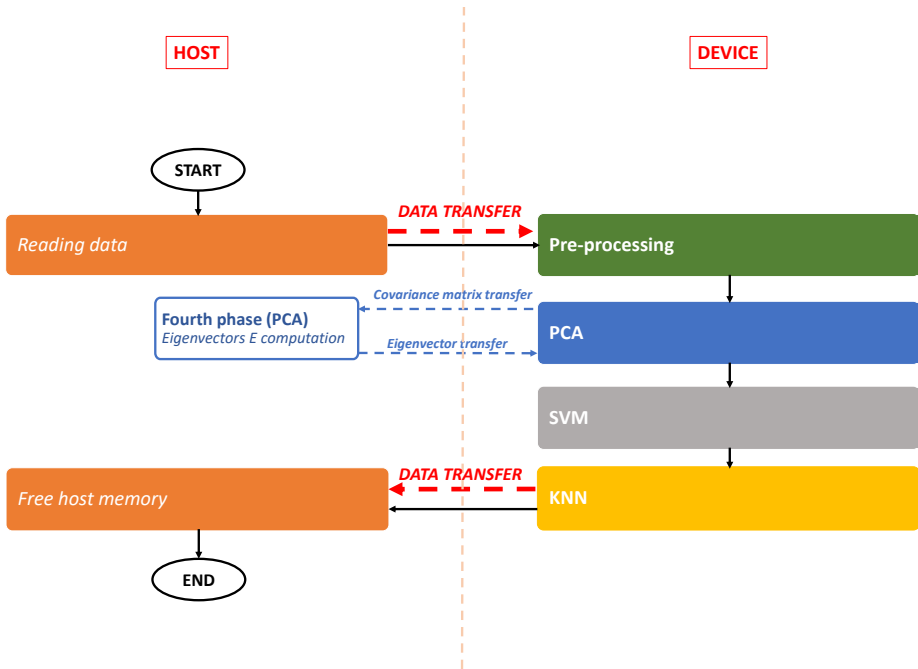 HOST
DEVICE
START
DATA TRANSFER
Reading data
Pre-processing
Covariance matrix transfer
Fourth phase (PCA)
Eigenvectors E computation
PCA
Eigenvector transfer
SVM
DATA TRANSFER
Free host memory
KNN
END